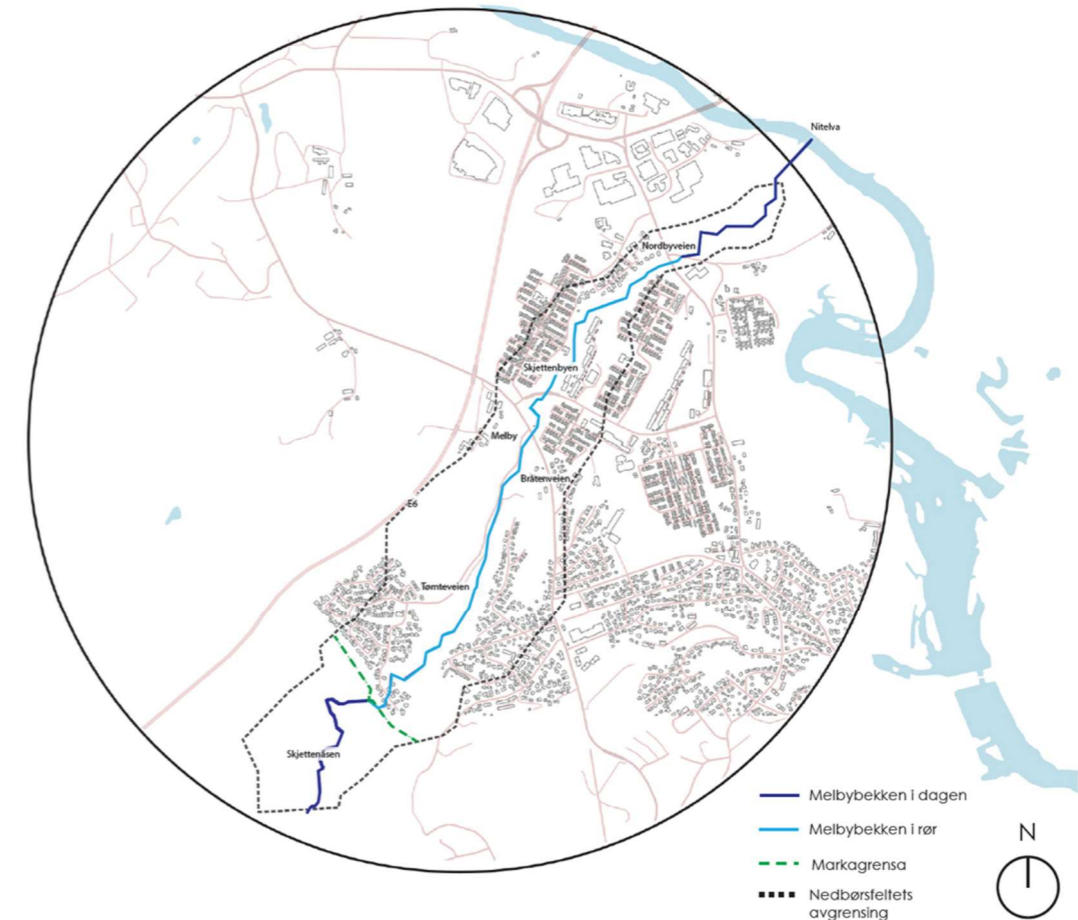 Nitelva
Nordbyveien
Skjettenbyen
Melby
Bråtenveien
E6
Tømteveien
Skjettenåsen
Melbybekken i dagen
Melbybekken i rør
Markagrensa
Nedbørsfeltets
avgrensing
N